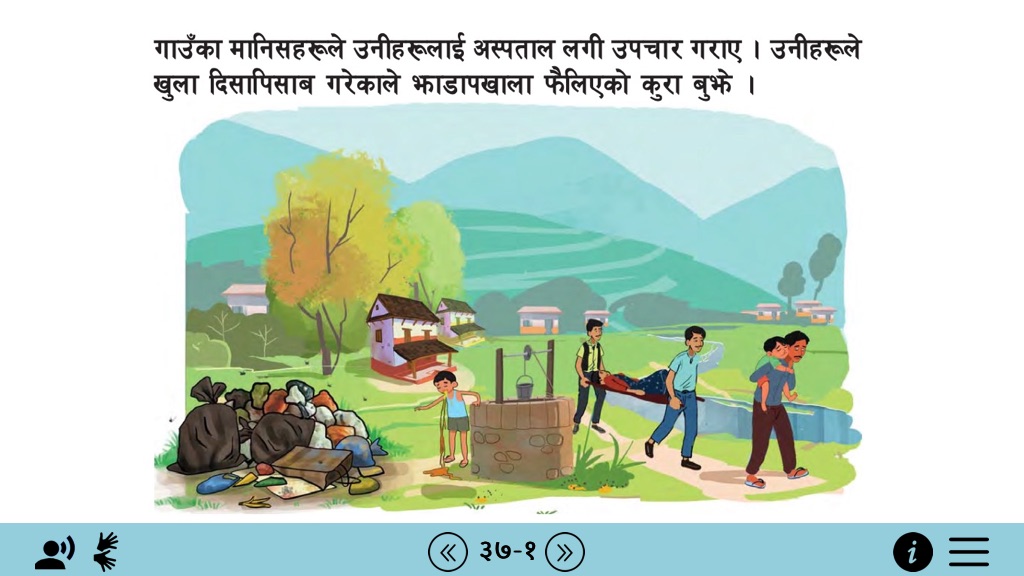 गाउँका मानिसहरूले उनीहरूलाई अस्पताल लगी उपचार गराए । उनीहरूले
खुला दिसापिसाब गरेकाले झाडापखाला फैलिएको कुरा बुझे ।
३७-१